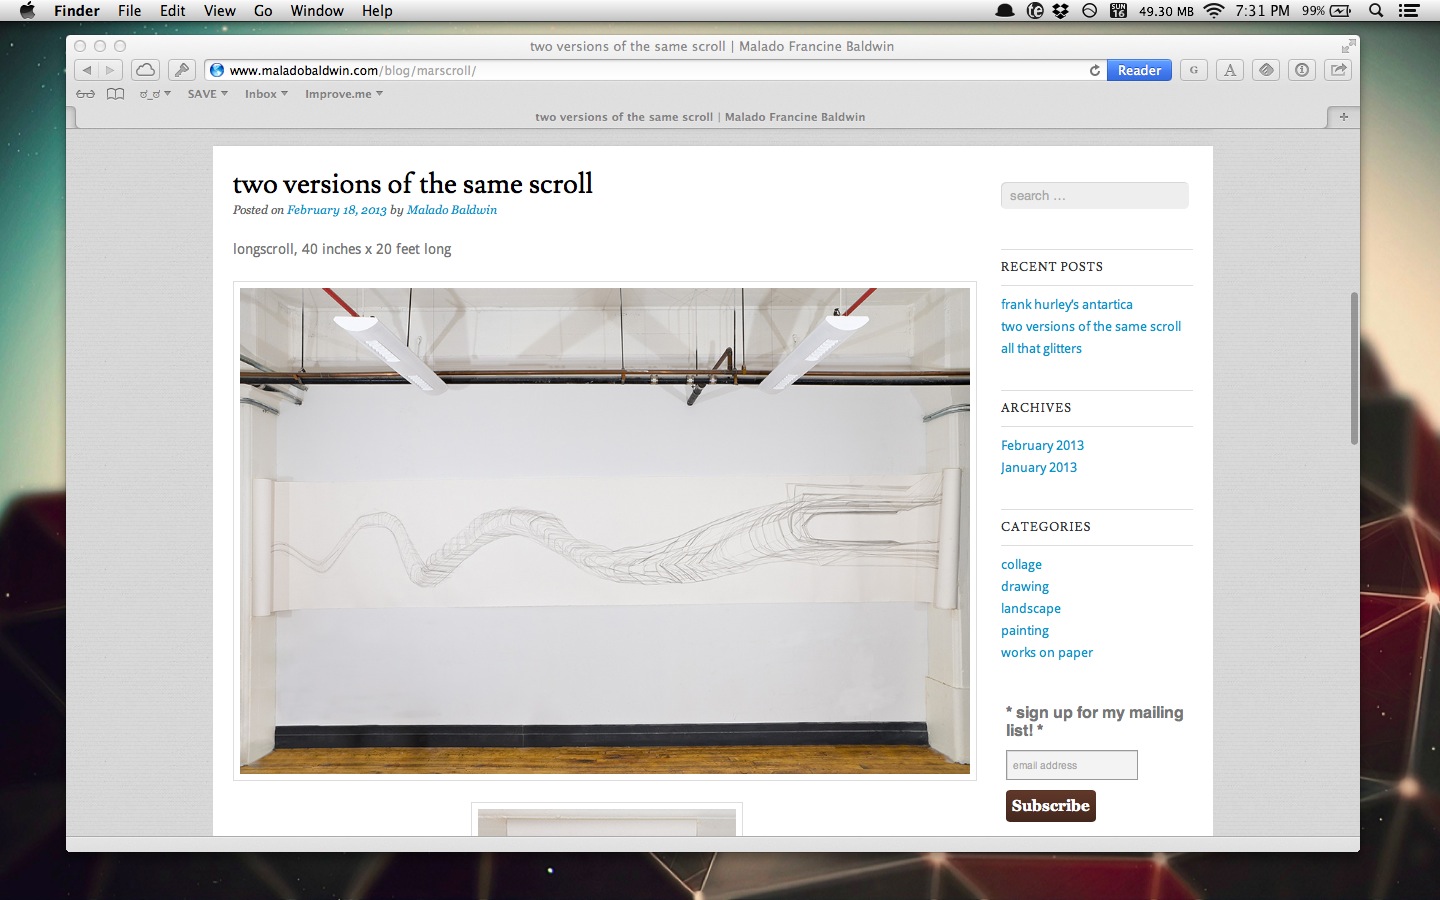 Finder File Edit View Go Window Help
SUN 16 49.30 MB 7:31 PM 99%
two versions of the same scroll | Malado Francine Baldwin
www.maladobaldwin.com/blog/marscroll/ Reader G A
ಠ_ಠ SAVE Inbox Improve.me
two versions of the same scroll | Malado Francine Baldwin
two versions of the same scroll
Posted on February 18, 2013 by Malado Baldwin
longscroll, 40 inches x 20 feet long
search ...
RECENT POSTS
frank hurley's antartica
two versions of the same scroll
all that glitters
ARCHIVES
February 2013
January 2013
CATEGORIES
collage
drawing
landscape
painting
works on paper
* sign up for my mailing
list! *
email address
Subscribe